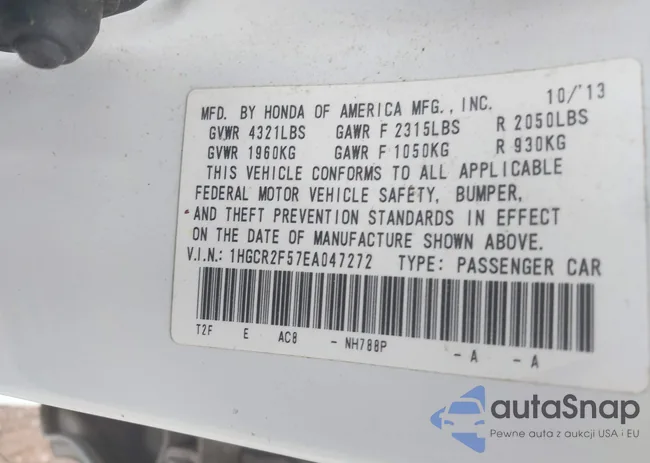 MFD. BY HONDA OF AMERICA MFG., INC. 10/'13
GVWR 4321LBS GAWR F 2315LBS R 2050LBS
GVWR 1960KG GAWR F 1050KG R 930KG
THIS VEHICLE CONFORMS TO ALL APPLICABLE
FEDERAL MOTOR VEHICLE SAFETY, BUMPER,
AND THEFT PREVENTION STANDARDS IN EFFECT
ON THE DATE OF MANUFACTURE SHOWN ABOVE.
V.I.N.: 1HGCR2F57EA047272 TYPE: PASSENGER CAR
T2F E AC8 - NH788P - A - A
autaSnap
Pewne auta z aukcji USA i EU